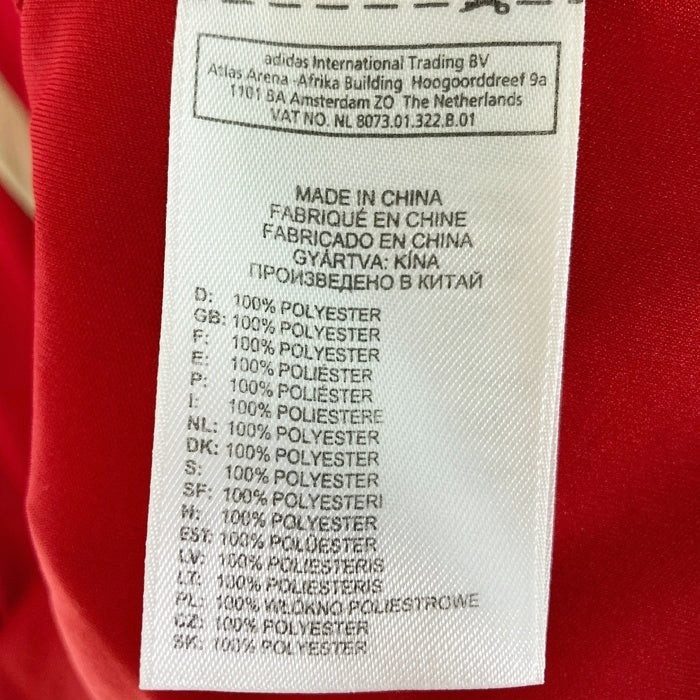 adidas International Trading BV
Atlas Arena -Afrika Building Hoogoorddreef 9a
1101 BA Amsterdam ZO The Netherlands
VAT NO. NL 8073.01.322.B.01
MADE IN CHINA
FABRIQUÉ EN CHINE
FABRICADO EN CHINA
GYÁRTVA: KÍNA
ПРОИЗВЕДЕНО В КИТАЙ
D: 100% POLYESTER
GB: 100% POLYESTER
F: 100% POLYESTER
E: 100% POLIÉSTER
P: 100% POLIÉSTER
I: 100% POLIESTERE
NL: 100% POLYESTER
DK: 100% POLYESTER
S: 100% POLYESTER
SF: 100% POLYESTERI
H: 100% POLYESTER
EST: 100% POLÜESTER
LV: 100% POLIESTERIS
LT: 100% POLIESTERIS
PL: 100% WŁÓKNO POLIESTROWE
CZ: 100% POLYESTER
SK: 100% POLYESTER